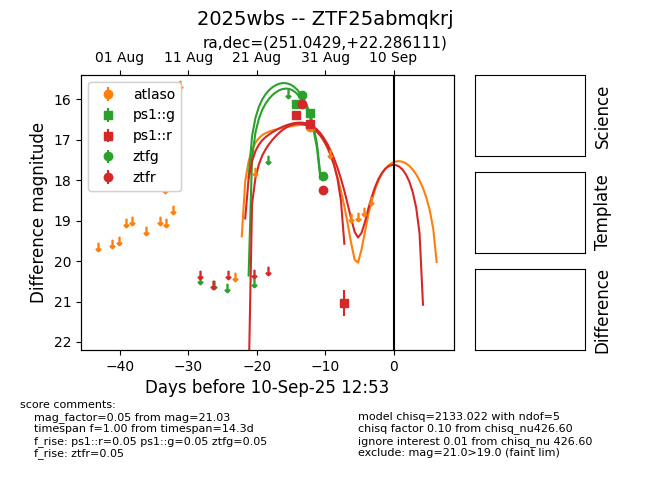 2025wbs -- ZTF25abmqkrj
ra,dec=(251.0429,+22.286111)
01 Aug 11 Aug 21 Aug 31 Aug 10 Sep
atlaso
ps1::g
ps1::r
ztfg
ztfr
16
17
18
19
20
21
22
Difference magnitude
−40 −30 −20 −10 0
Days before 10-Sep-25 12:53
Science
Template
Difference
score comments:
mag_factor=0.05 from mag=21.03
timespan f=1.00 from timespan=14.3d
f_rise: ps1::r=0.05 ps1::g=0.05 ztfg=0.05
f_rise: ztfr=0.05
model chisq=2133.022 with ndof=5
chisq factor 0.10 from chisq_nu426.60
ignore interest 0.01 from chisq_nu 426.60
exclude: mag=21.0>19.0 (faint lim)